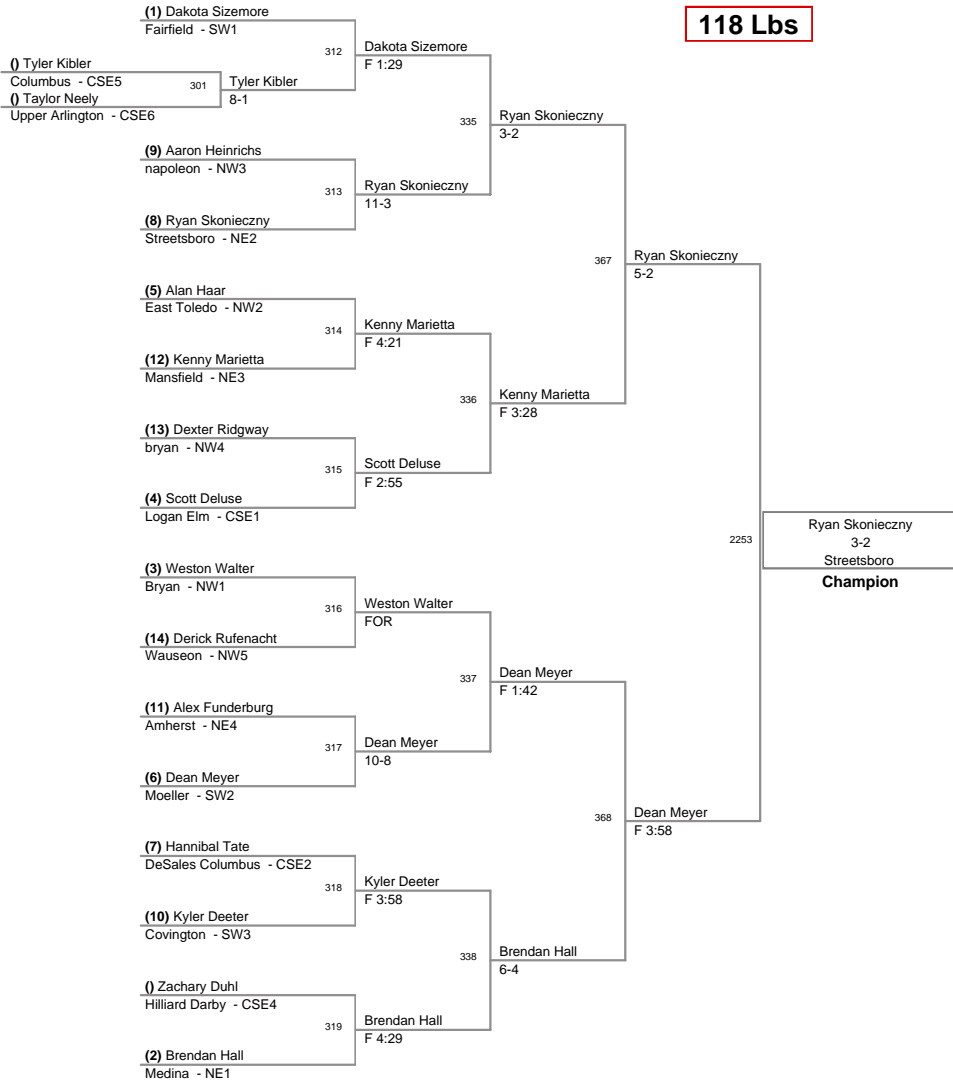 118 Lbs
(1) Dakota Sizemore
Fairfield - SW1
312
Dakota Sizemore
F 1:29
() Tyler Kibler
Columbus - CSE5
301
Tyler Kibler
8-1
() Taylor Neely
Upper Arlington - CSE6
335
Ryan Skonieczny
3-2
(9) Aaron Heinrichs
napoleon - NW3
313
Ryan Skonieczny
11-3
(8) Ryan Skonieczny
Streetsboro - NE2
367
Ryan Skonieczny
5-2
(5) Alan Haar
East Toledo - NW2
314
Kenny Marietta
F 4:21
(12) Kenny Marietta
Mansfield - NE3
336
Kenny Marietta
F 3:28
(13) Dexter Ridgway
bryan - NW4
315
Scott Deluse
F 2:55
(4) Scott Deluse
Logan Elm - CSE1
2253
Ryan Skonieczny
3-2
Streetsboro
Champion
(3) Weston Walter
Bryan - NW1
316
Weston Walter
FOR
(14) Derick Rufenacht
Wauseon - NW5
337
Dean Meyer
F 1:42
(11) Alex Funderburg
Amherst - NE4
317
Dean Meyer
10-8
(6) Dean Meyer
Moeller - SW2
368
Dean Meyer
F 3:58
(7) Hannibal Tate
DeSales Columbus - CSE2
318
Kyler Deeter
F 3:58
(10) Kyler Deeter
Covington - SW3
338
Brendan Hall
6-4
() Zachary Duhl
Hilliard Darby - CSE4
319
Brendan Hall
F 4:29
(2) Brendan Hall
Medina - NE1